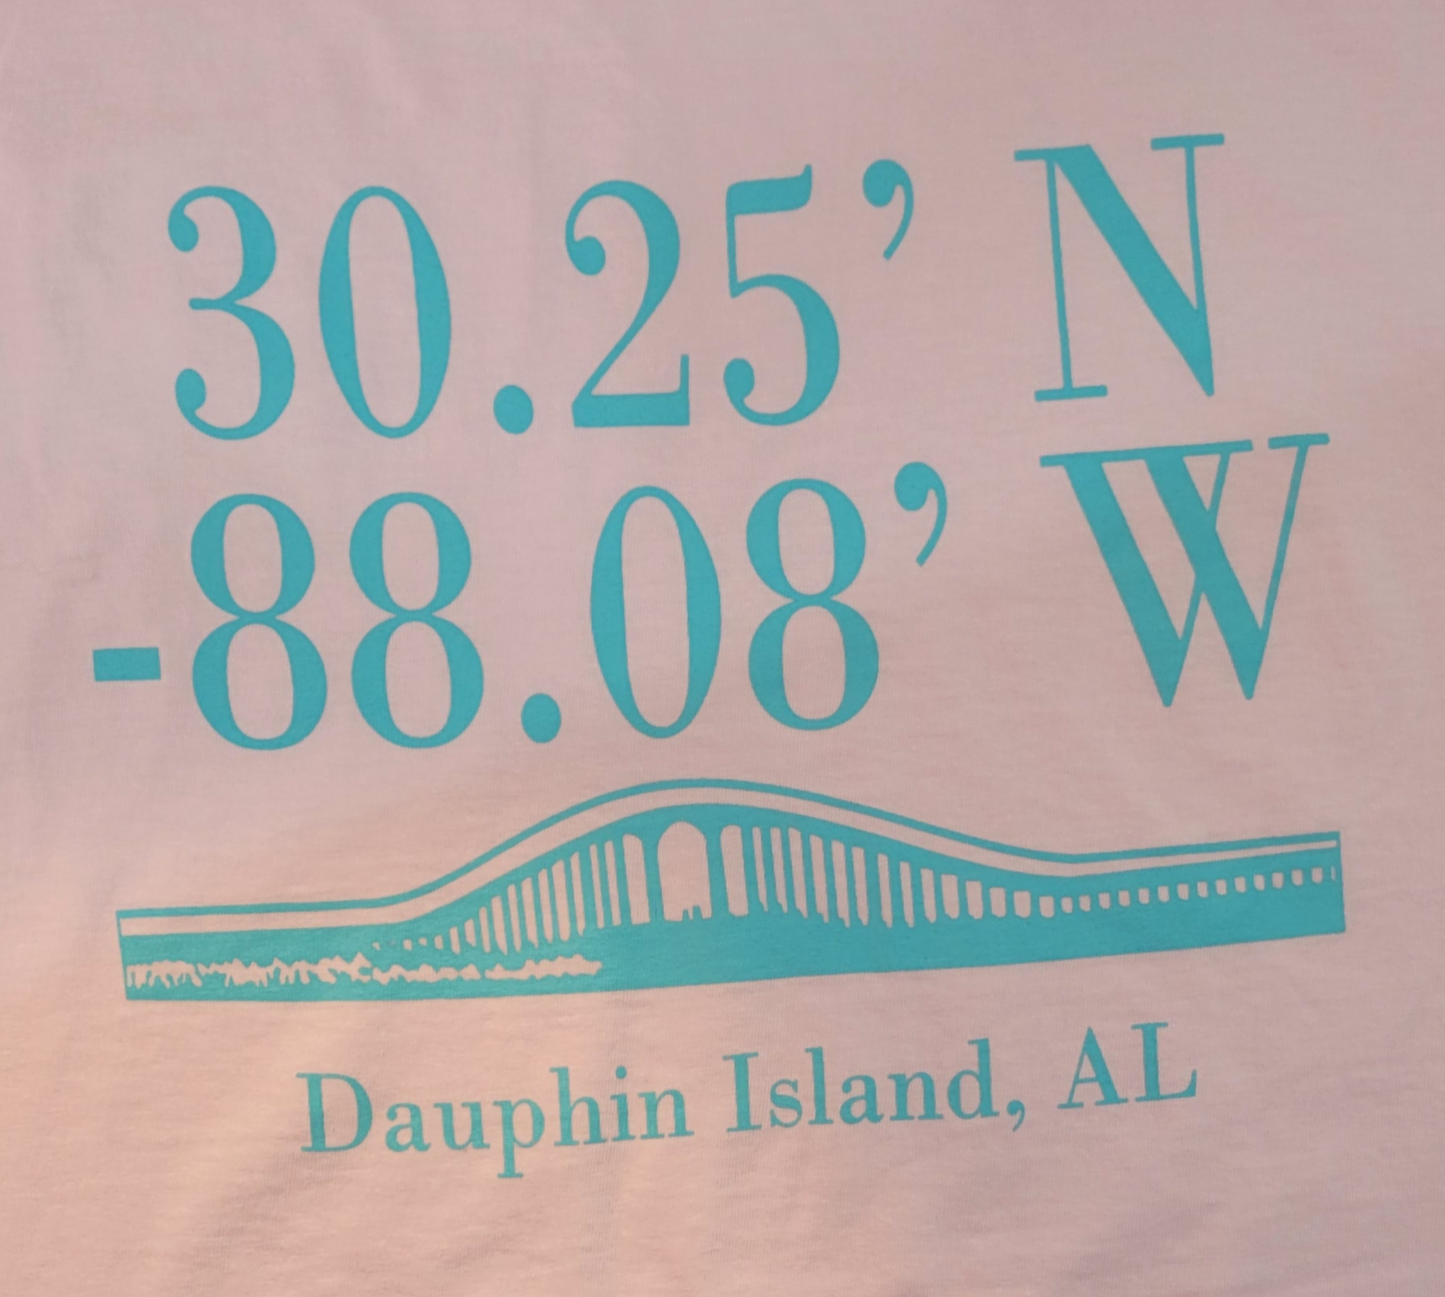 30.25’ N
-88.08’ W
Dauphin Island, AL